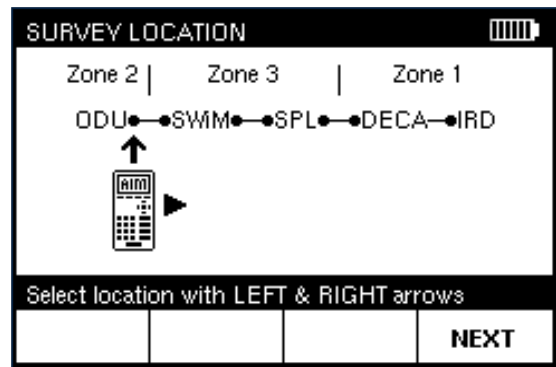 SURVEY LOCATION
Zone 2 | Zone 3 | Zone 1
ODU SWiM SPL DECA IRD
AIM
Select location with LEFT & RIGHT arrows
NEXT